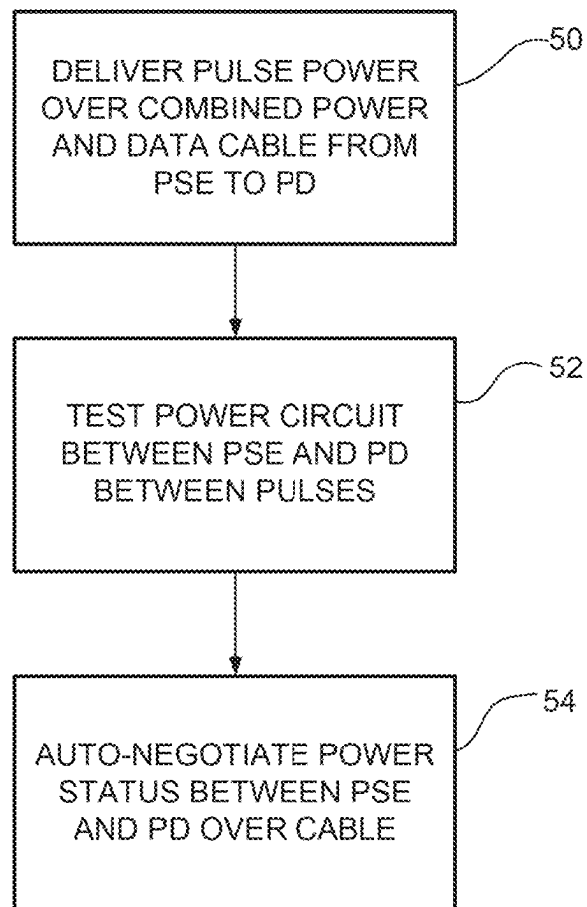 DELIVER PULSE POWER
OVER COMBINED POWER
AND DATA CABLE FROM
PSE TO PD
50
TEST POWER CIRCUIT
BETWEEN PSE AND PD
BETWEEN PULSES
52
AUTO-NEGOTIATE POWER
STATUS BETWEEN PSE
AND PD OVER CABLE
54